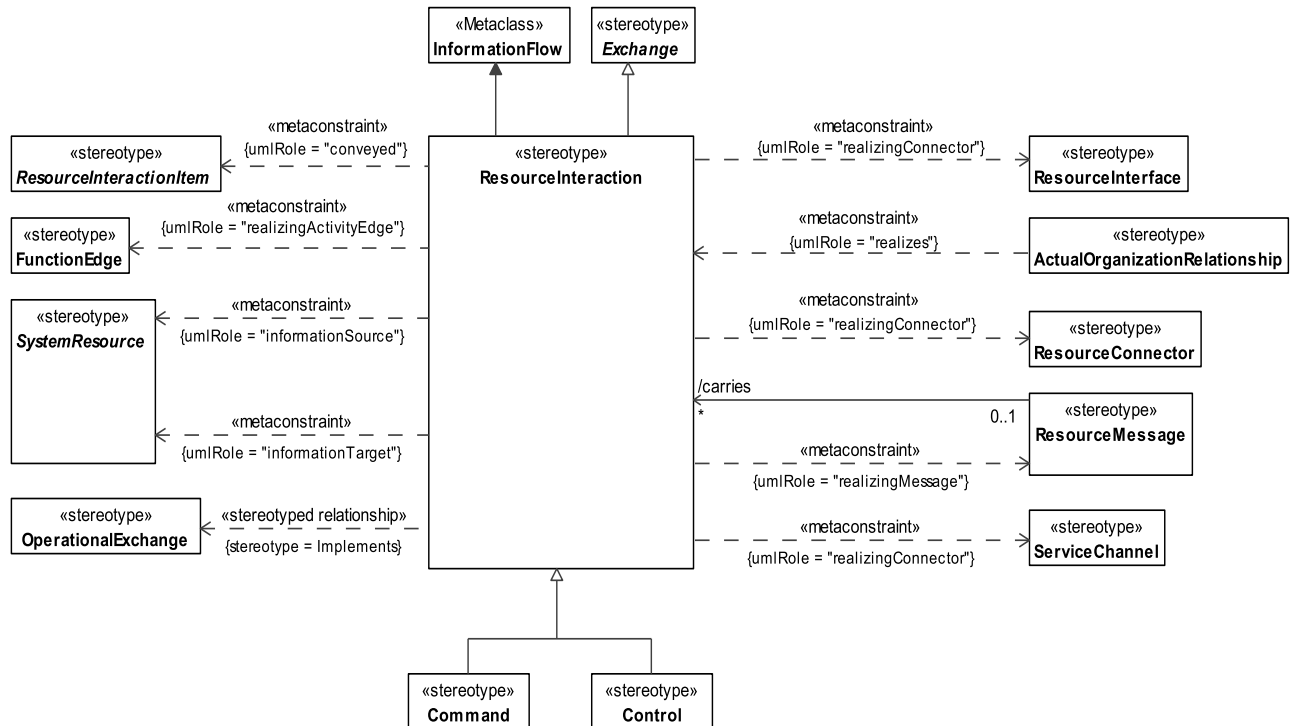 «Metaclass»
InformationFlow
«stereotype»
Exchange
«metaconstraint»
{umlRole = "conveyed"}
«stereotype»
ResourceInteractionItem
«stereotype»
ResourceInteraction
«metaconstraint»
{umlRole = "realizingConnector"}
«stereotype»
ResourceInterface
«metaconstraint»
{umlRole = "realizingActivityEdge"}
«stereotype»
FunctionEdge
«metaconstraint»
{umlRole = "realizes"}
«stereotype»
ActualOrganizationRelationship
«stereotype»
SystemResource
«metaconstraint»
{umlRole = "informationSource"}
«metaconstraint»
{umlRole = "realizingConnector"}
«stereotype»
ResourceConnector
«metaconstraint»
{umlRole = "informationTarget"}
/carries
*
0..1
«stereotype»
ResourceMessage
«metaconstraint»
{umlRole = "realizingMessage"}
«stereotype»
OperationalExchange
«stereotyped relationship»
{stereotype = Implements}
«metaconstraint»
{umlRole = "realizingConnector"}
«stereotype»
ServiceChannel
«stereotype»
Command
«stereotype»
Control